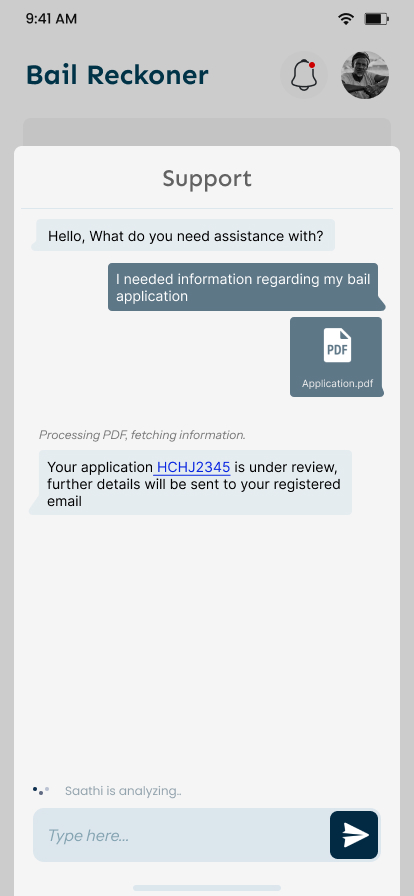 9:41 AM
Bail Reckoner
Support
Hello, What do you need assistance with?
I needed information regarding my bail
application
PDF
Application.pdf
Processing PDF, fetching information.
Your application HCHJ2345 is under review,
further details will be sent to your registered
email
Saathi is analyzing..
Type here...